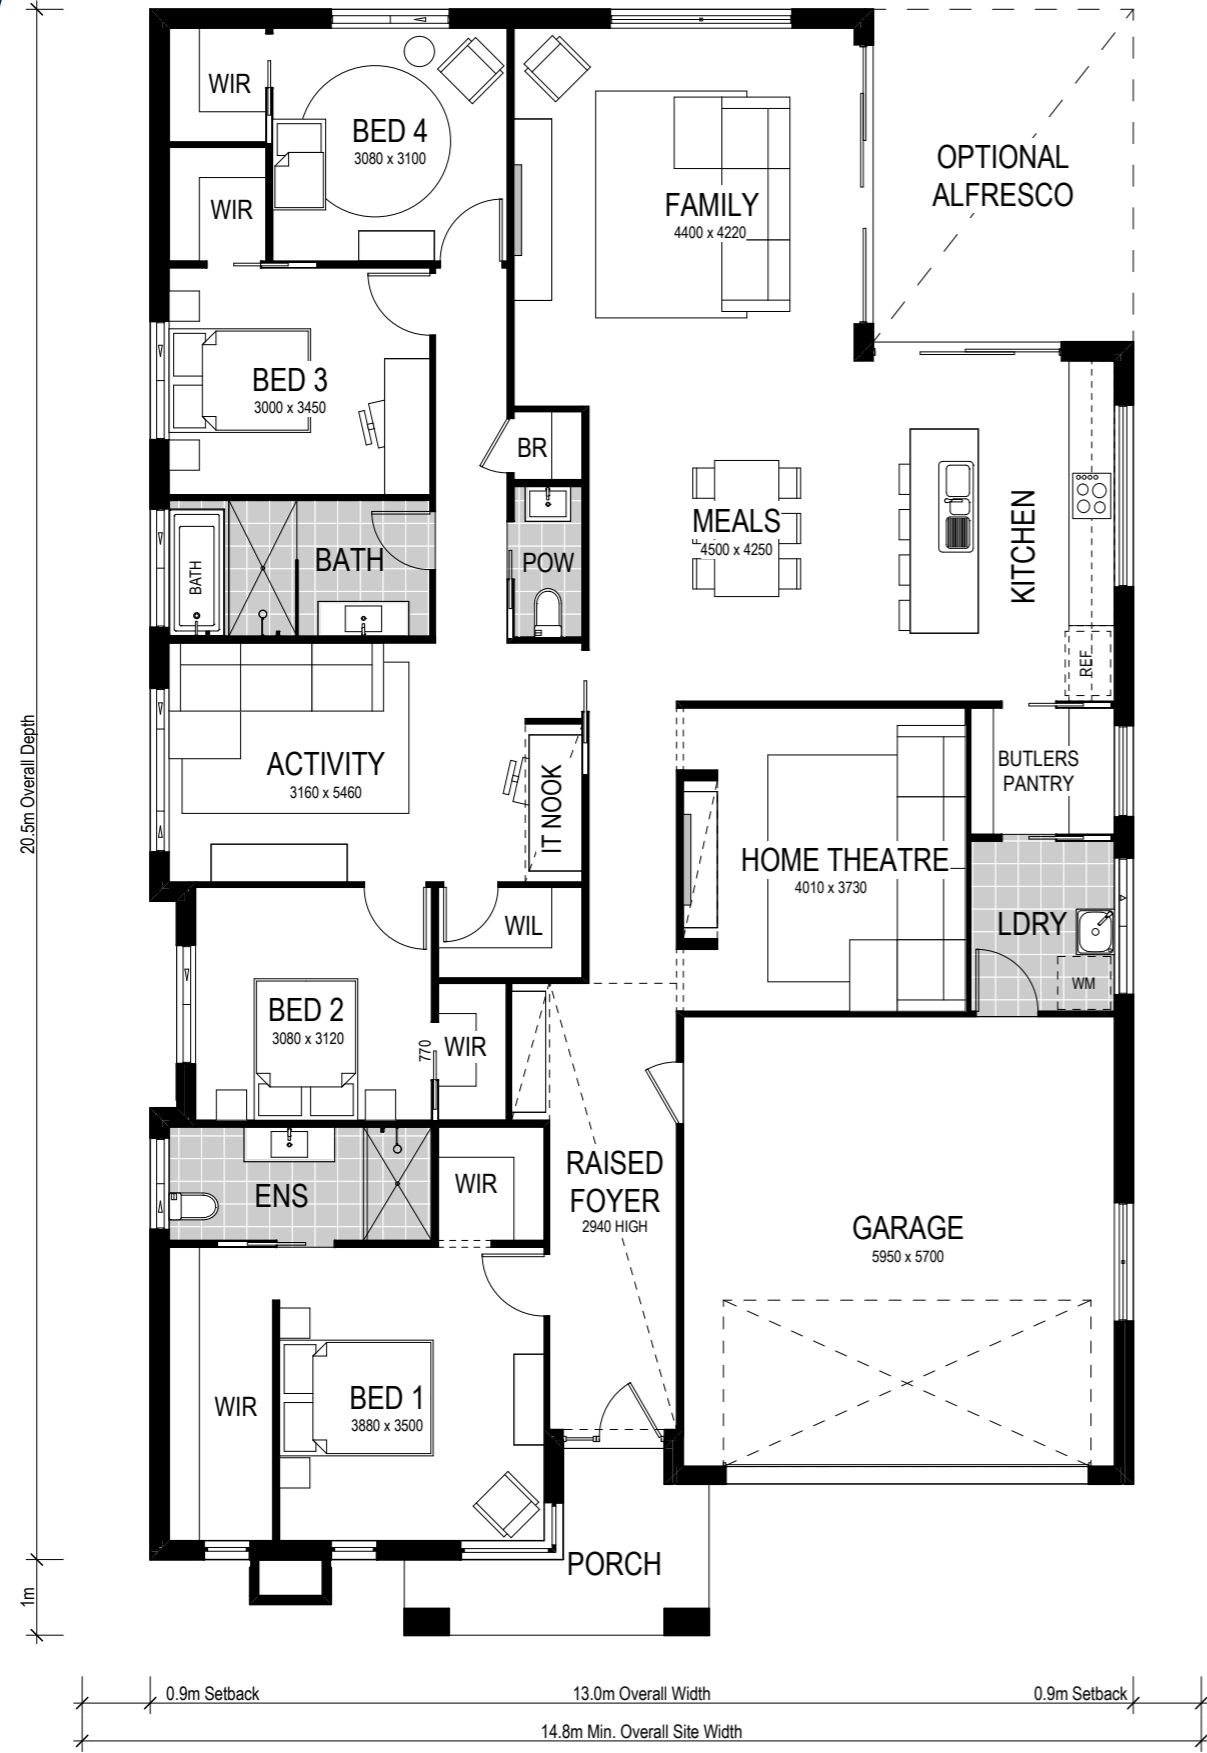 WIR
BED 4
3080 x 3100
OPTIONAL
ALFRESCO
WIR
FAMILY
4400 x 4220
BED 3
3000 x 3450
BR
MEALS
4500 x 4250
KITCHEN
BATH
BATH
POW
REF
20.5m Overall Depth
ACTIVITY
3160 x 5460
IT NOOK
BUTLERS
PANTRY
HOME THEATRE
4010 x 3730
WIL
LDRY
WM
BED 2
3080 x 3120
770
WIR
RAISED
FOYER
2940 HIGH
ENS
WIR
GARAGE
5950 x 5700
WIR
BED 1
3880 x 3500
PORCH
1m
0.9m Setback
13.0m Overall Width
0.9m Setback
14.8m Min. Overall Site Width